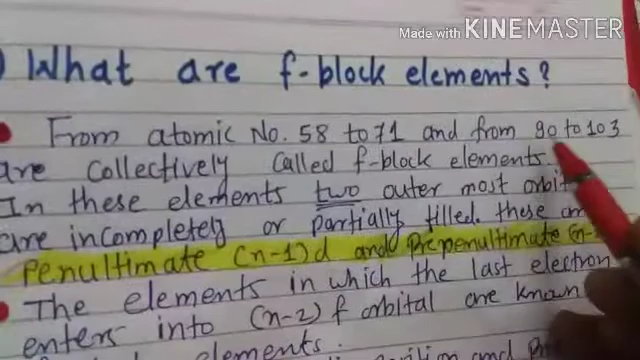 Made with KINEMASTER
What are f-block elements?
From atomic No. 58 to 71 and from 90 to 103
are collectively called f-block elements.
In these elements two outer most
are incompletely or partially filled. these
Penultimate (n-1)d and Prepenultimate
The elements in which the last electron
enters into (n-2) f orbital are known
elements.